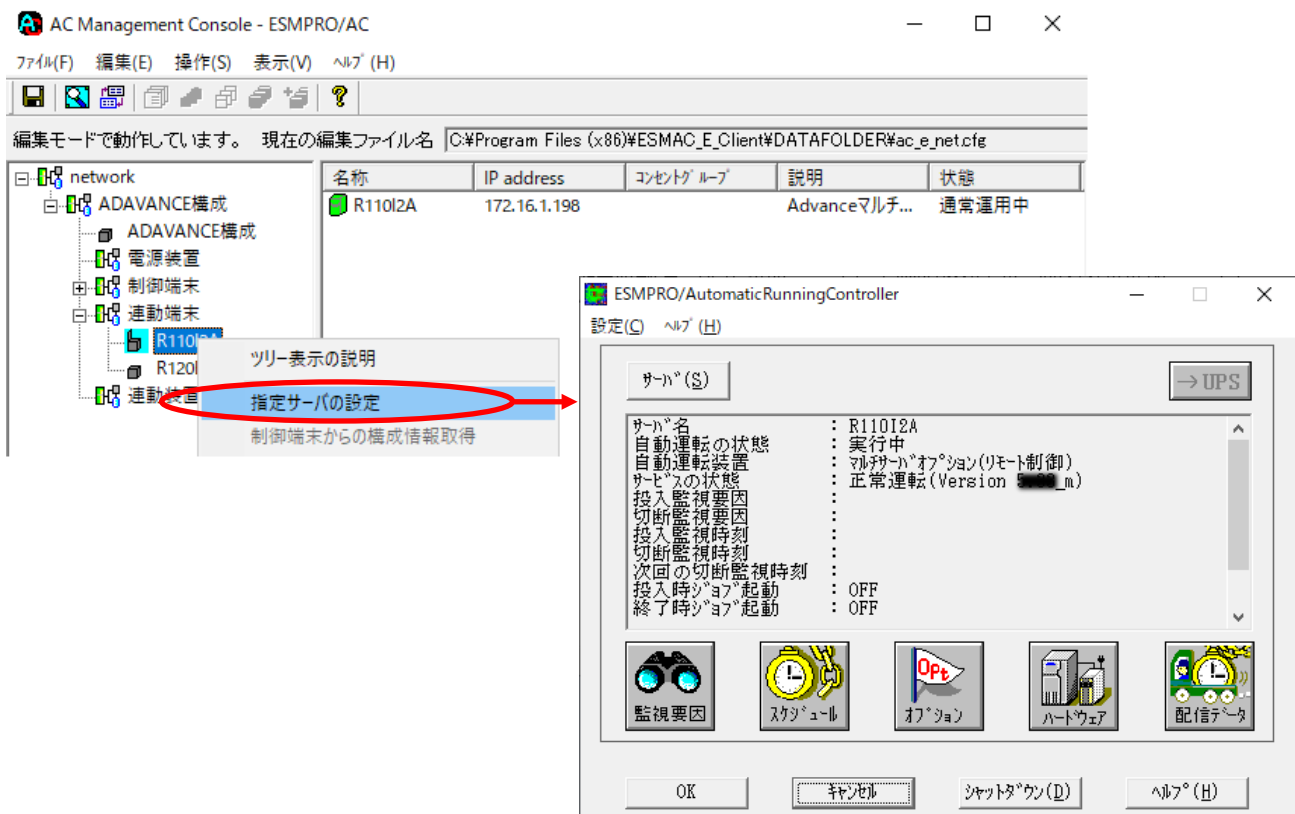 AC Management Console - ESMPRO/AC
ファイル(F) 編集(E) 操作(S) 表示(V) ヘルプ(H)
編集モードで動作しています。 現在の編集ファイル名 C:¥Program Files (x86)¥ESMAC_E_Client¥DATAFOLDER¥ac_e_net.cfg
network
ADAVANCE構成
ADAVANCE構成
電源装置
制御端末
連動端末
R110I2A
R120
連動装置
名称 IP address コンセントグループ 説明 状態
R110I2A 172.16.1.198 Advanceマルチ... 通常運用中
ツリー表示の説明
指定サーバの設定
制御端末からの構成情報取得
ESMPRO/AutomaticRunningController
設定(C) ヘルプ(H)
サーバ(S) →UPS
サーバ名 : R110I2A
自動運転の状態 : 実行中
自動運転装置 : マルチサーバオプション(リモート制御)
サービスの状態 : 正常運転(Version _m)
投入監視要因 :
切断監視要因 :
投入監視時刻 :
切断監視時刻 :
次回の切断監視時刻 :
投入時ジョブ起動 : OFF
終了時ジョブ起動 : OFF
監視要因 スケジュール Opt オプション ハードウェア 配信データ
OK キャンセル シャットダウン(D) ヘルプ(H)